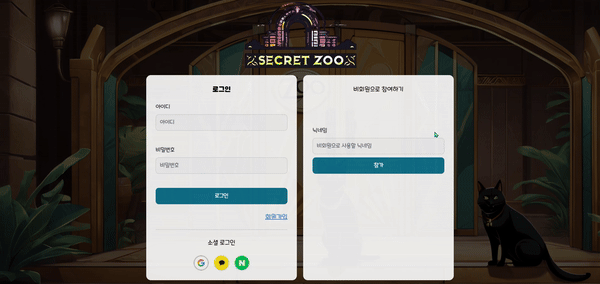 SECRET ZOO
로그인
아이디
아이디
비밀번호
비밀번호
로그인
회원가입
소셜 로그인
G
N
비회원으로 참여하기
닉네임
비회원으로 사용할 닉네임
참가